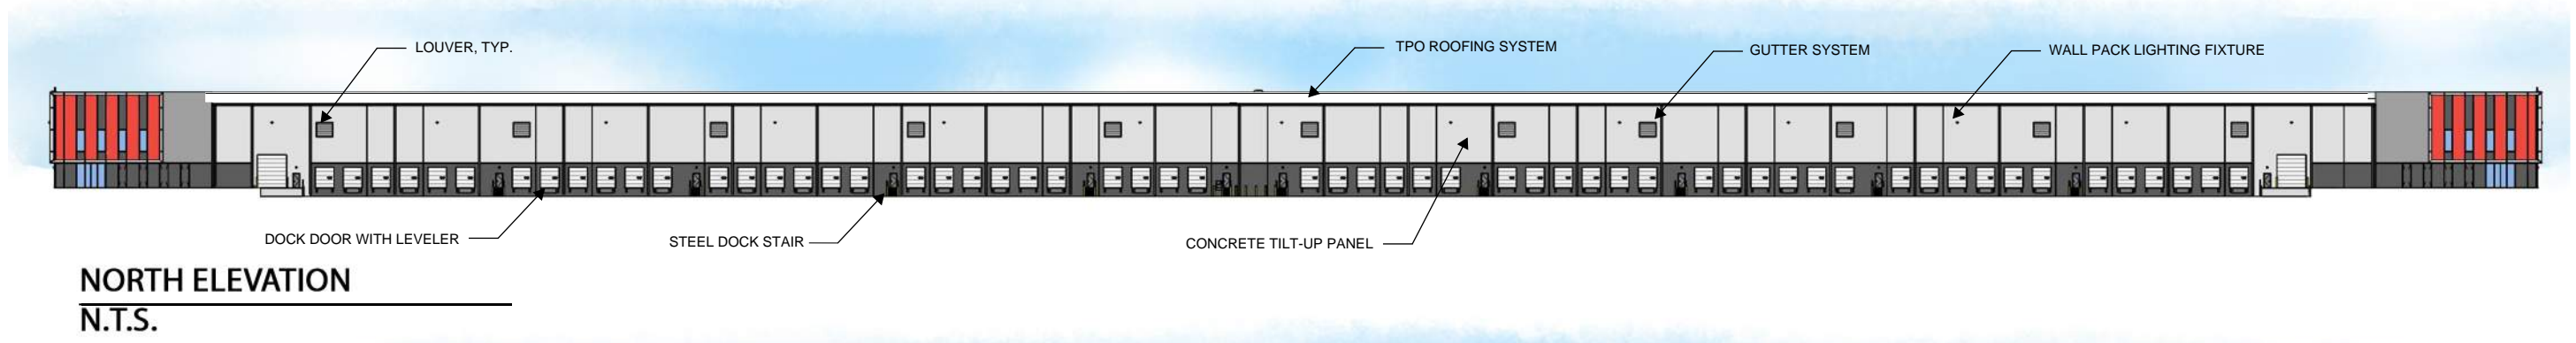 LOUVER, TYP.
TPO ROOFING SYSTEM
GUTTER SYSTEM
WALL PACK LIGHTING FIXTURE
DOCK DOOR WITH LEVELER
STEEL DOCK STAIR
CONCRETE TILT-UP PANEL
NORTH ELEVATION
N.T.S.